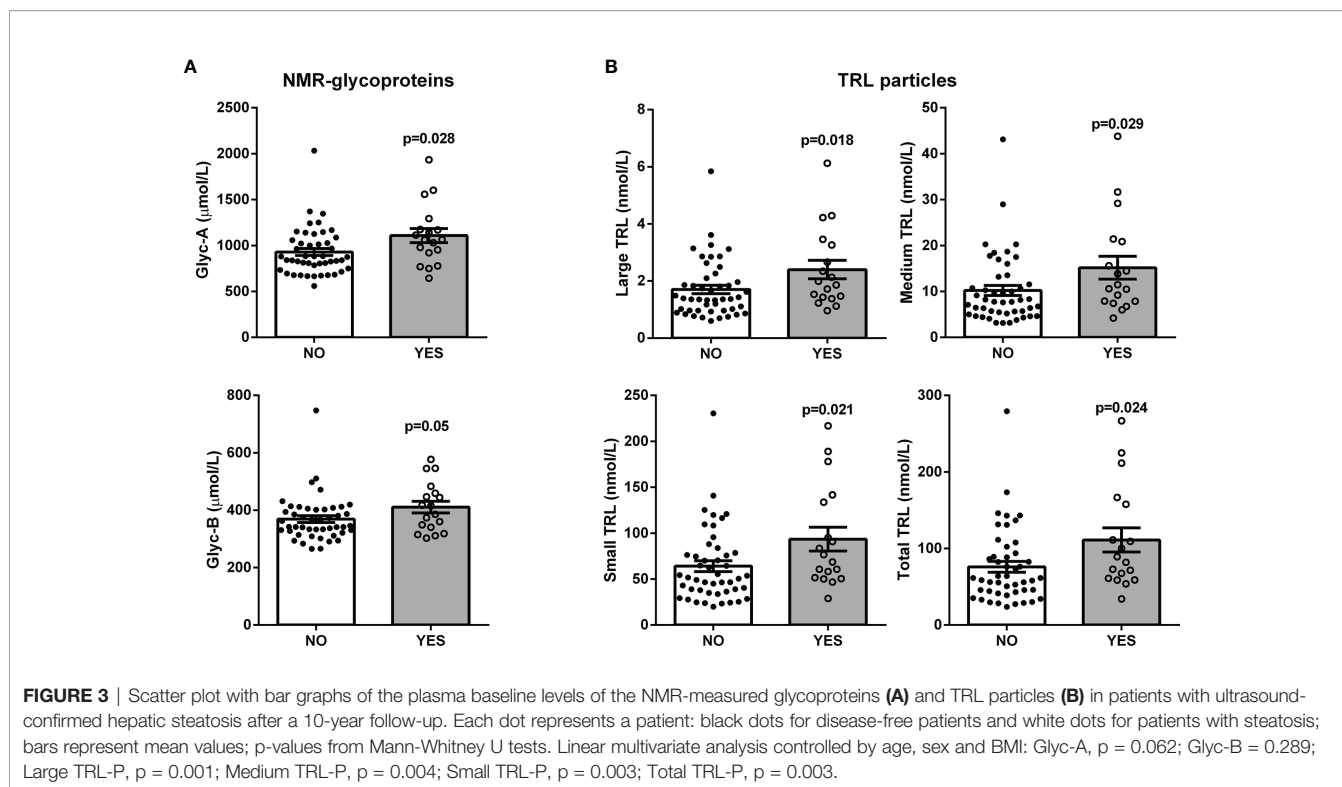 A
NMR-glycoproteins
Glyc-A (μmol/L)
2500
2000
1500
1000
500
0
p=0.028
NO
YES
Glyc-B (μmol/L)
800
600
400
200
0
p=0.05
NO
YES
B
TRL particles
Large TRL (nmol/L)
8
6
4
2
0
p=0.018
NO
YES
Medium TRL (nmol/L)
50
40
30
20
10
0
p=0.029
NO
YES
Small TRL (nmol/L)
250
200
150
100
50
0
p=0.021
NO
YES
Total TRL (nmol/L)
300
200
100
0
p=0.024
NO
YES
FIGURE 3 | Scatter plot with bar graphs of the plasma baseline levels of the NMR-measured glycoproteins (A) and TRL particles (B) in patients with ultrasound-
confirmed hepatic steatosis after a 10-year follow-up. Each dot represents a patient: black dots for disease-free patients and white dots for patients with steatosis;
bars represent mean values; p-values from Mann-Whitney U tests. Linear multivariate analysis controlled by age, sex and BMI: Glyc-A, p = 0.062; Glyc-B = 0.289;
Large TRL-P, p = 0.001; Medium TRL-P, p = 0.004; Small TRL-P, p = 0.003; Total TRL-P, p = 0.003.